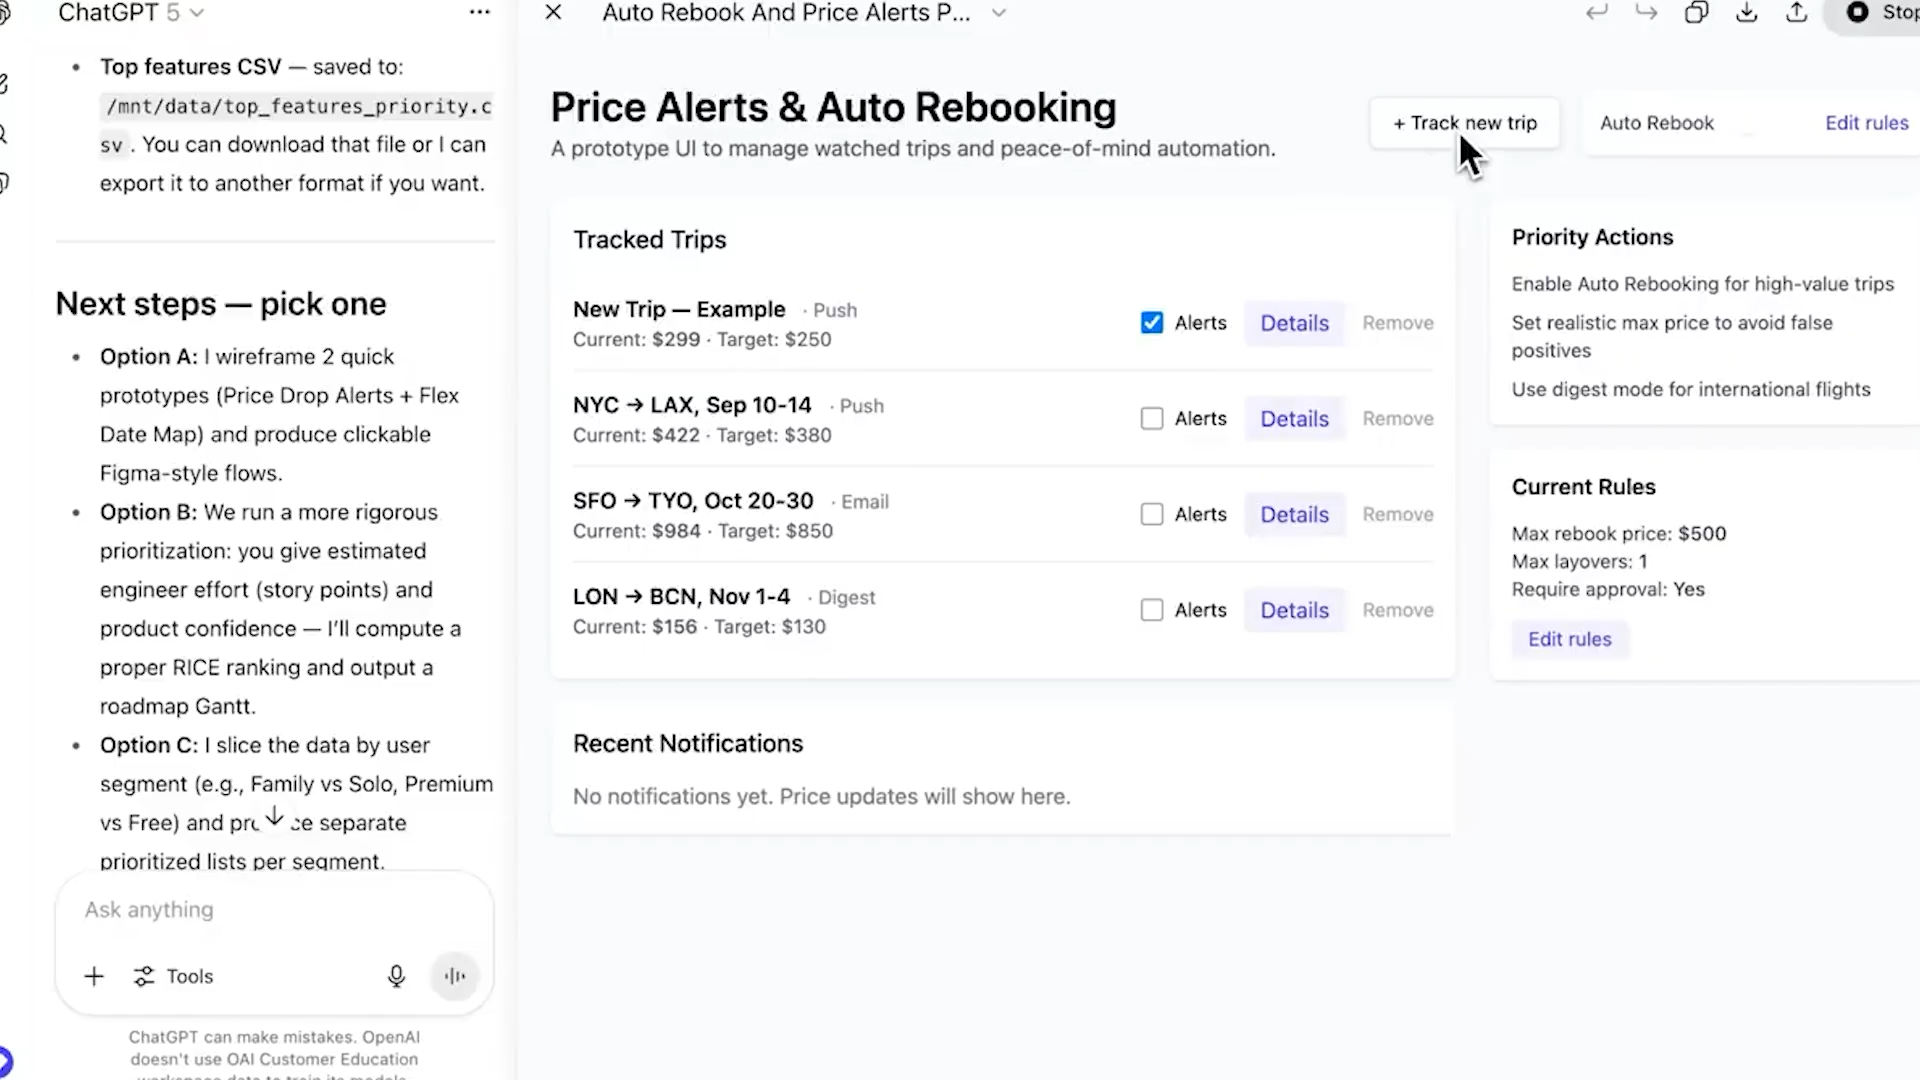 ChatGPT 5
Top features CSV — saved to:
/mnt/data/top_features_priority.c
sv . You can download that file or I can
export it to another format if you want.
Next steps — pick one
Option A: I wireframe 2 quick
prototypes (Price Drop Alerts + Flex
Date Map) and produce clickable
Figma-style flows.
Option B: We run a more rigorous
prioritization: you give estimated
engineer effort (story points) and
product confidence — I'll compute a
proper RICE ranking and output a
roadmap Gantt.
Option C: I slice the data by user
segment (e.g., Family vs Solo, Premium
vs Free) and separate
prioritized lists per segment.
Ask anything
Tools
ChatGPT can make mistakes. OpenAI
doesn't use OAI Customer Education
workspace data to train its models.
Auto Rebook And Price Alerts P...
Stop
Price Alerts & Auto Rebooking
A prototype UI to manage watched trips and peace-of-mind automation.
+ Track new trip
Auto Rebook
Edit rules
Tracked Trips
New Trip — Example · Push
Current: $299 · Target: $250
Alerts Details Remove
NYC → LAX, Sep 10-14 · Push
Current: $422 · Target: $380
Alerts Details Remove
SFO → TYO, Oct 20-30 · Email
Current: $984 · Target: $850
Alerts Details Remove
LON → BCN, Nov 1-4 · Digest
Current: $156 · Target: $130
Alerts Details Remove
Recent Notifications
No notifications yet. Price updates will show here.
Priority Actions
Enable Auto Rebooking for high-value trips
Set realistic max price to avoid false
positives
Use digest mode for international flights
Current Rules
Max rebook price: $500
Max layovers: 1
Require approval: Yes
Edit rules